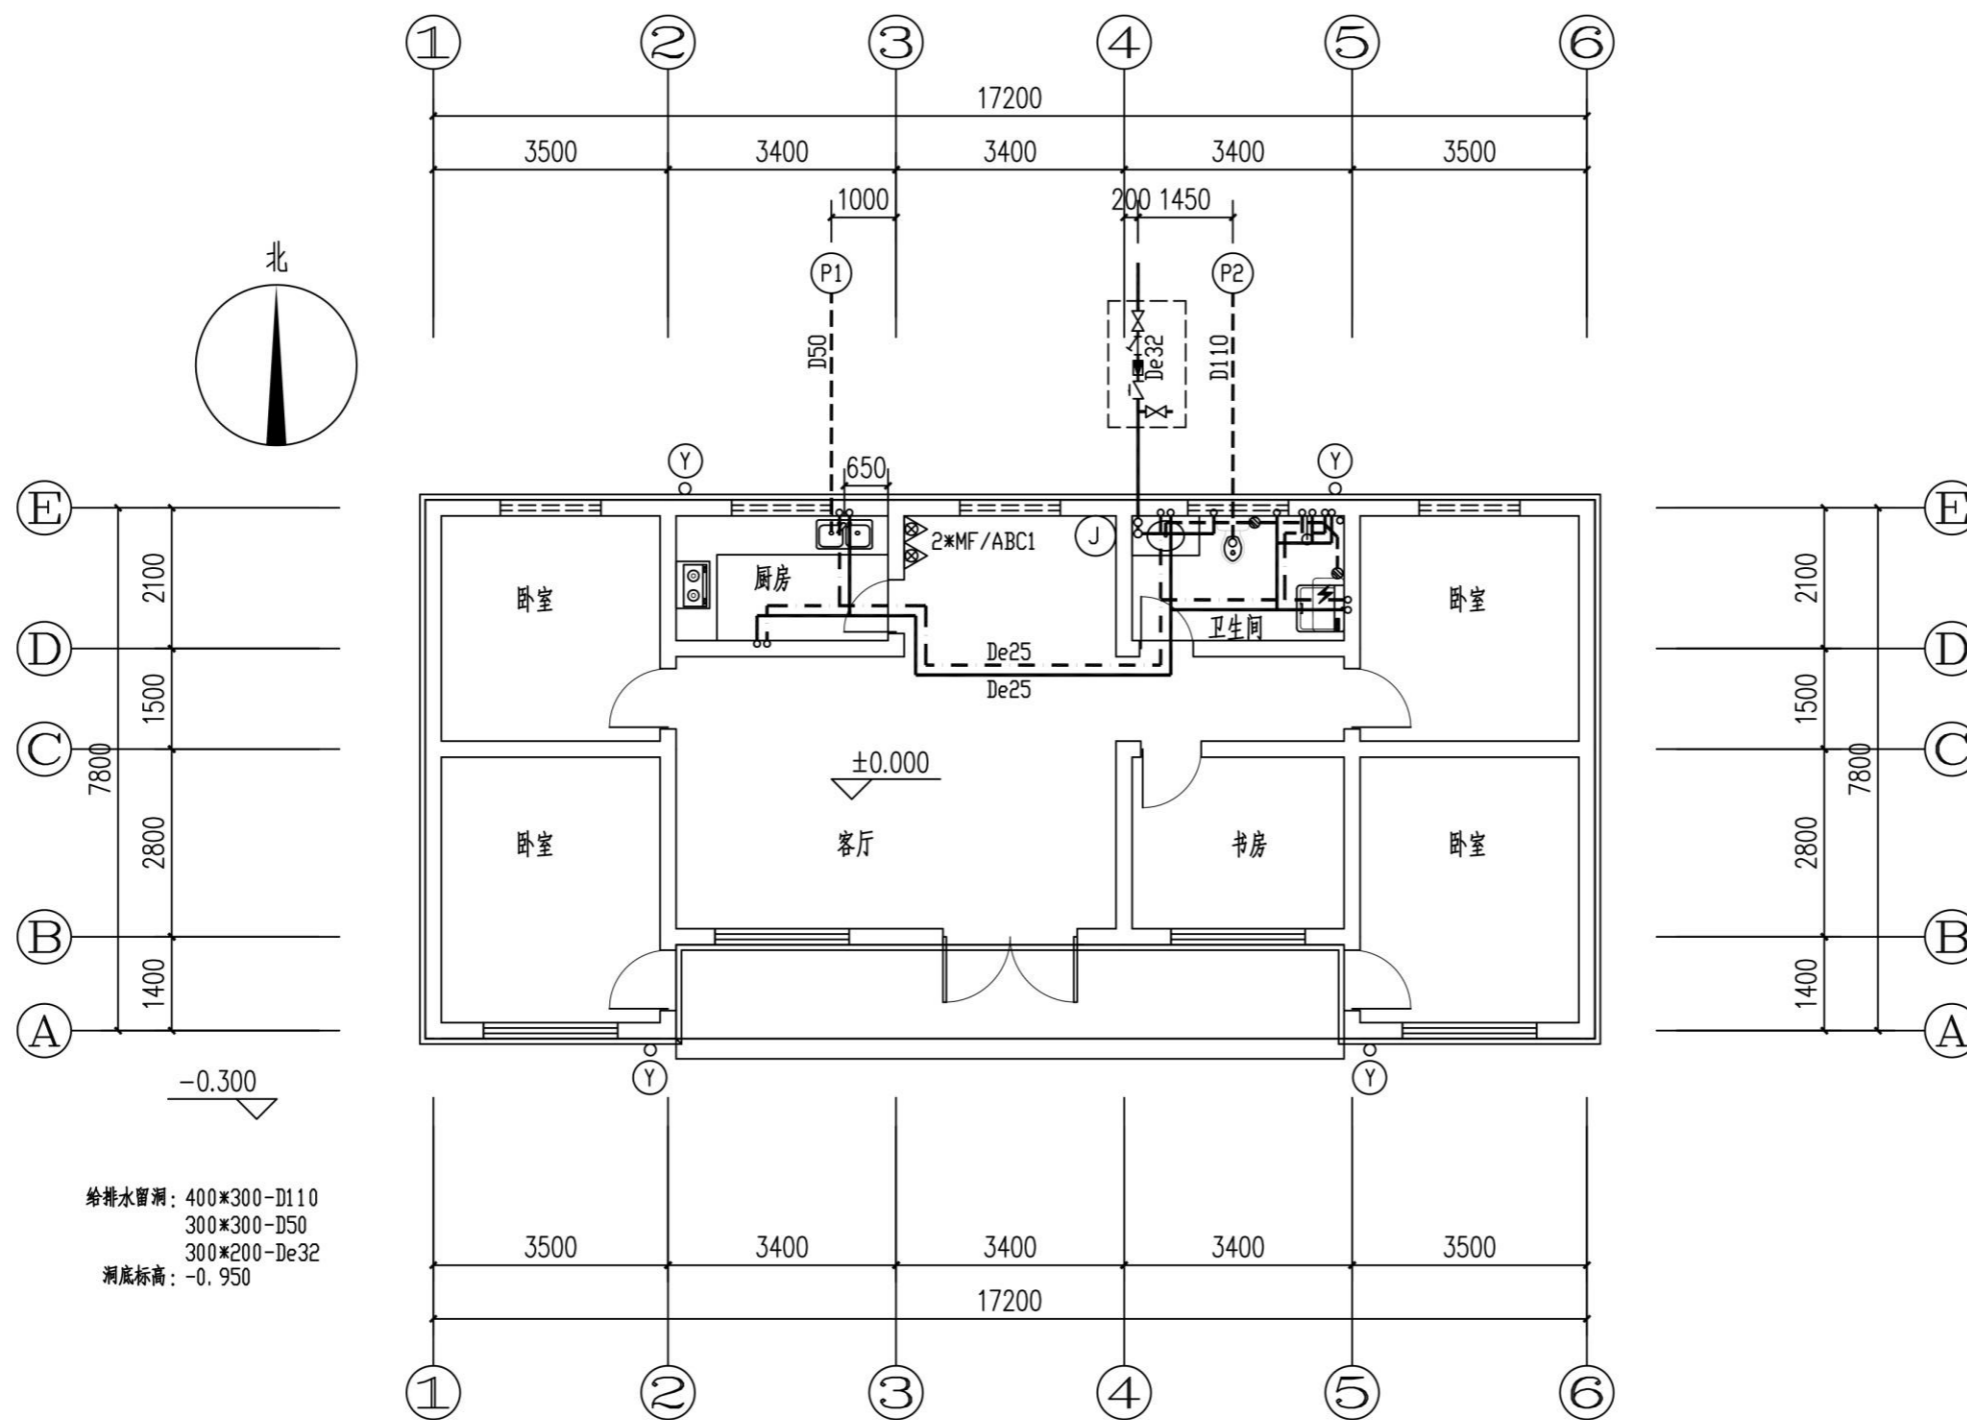 1 2 3 4 5 6
17200
3500 3400 3400 3400 3500
1000 200 1450
北
P1 P2
D50 De32 D110
Y Y
650
E E
2*MF/ABC1 J
厨房
2100 卧室 卧室 2100
卫生间
D D
De25
De25
1500 1500
C C
7800 ±0.000 7800
2800 卧室 客厅 书房 卧室 2800
B B
1400 1400
A A
Y Y
-0.300
给排水留洞: 400*300-D110
300*300-D50
300*200-De32
洞底标高: -0.950
3500 3400 3400 3400 3500
17200
1 2 3 4 5 6